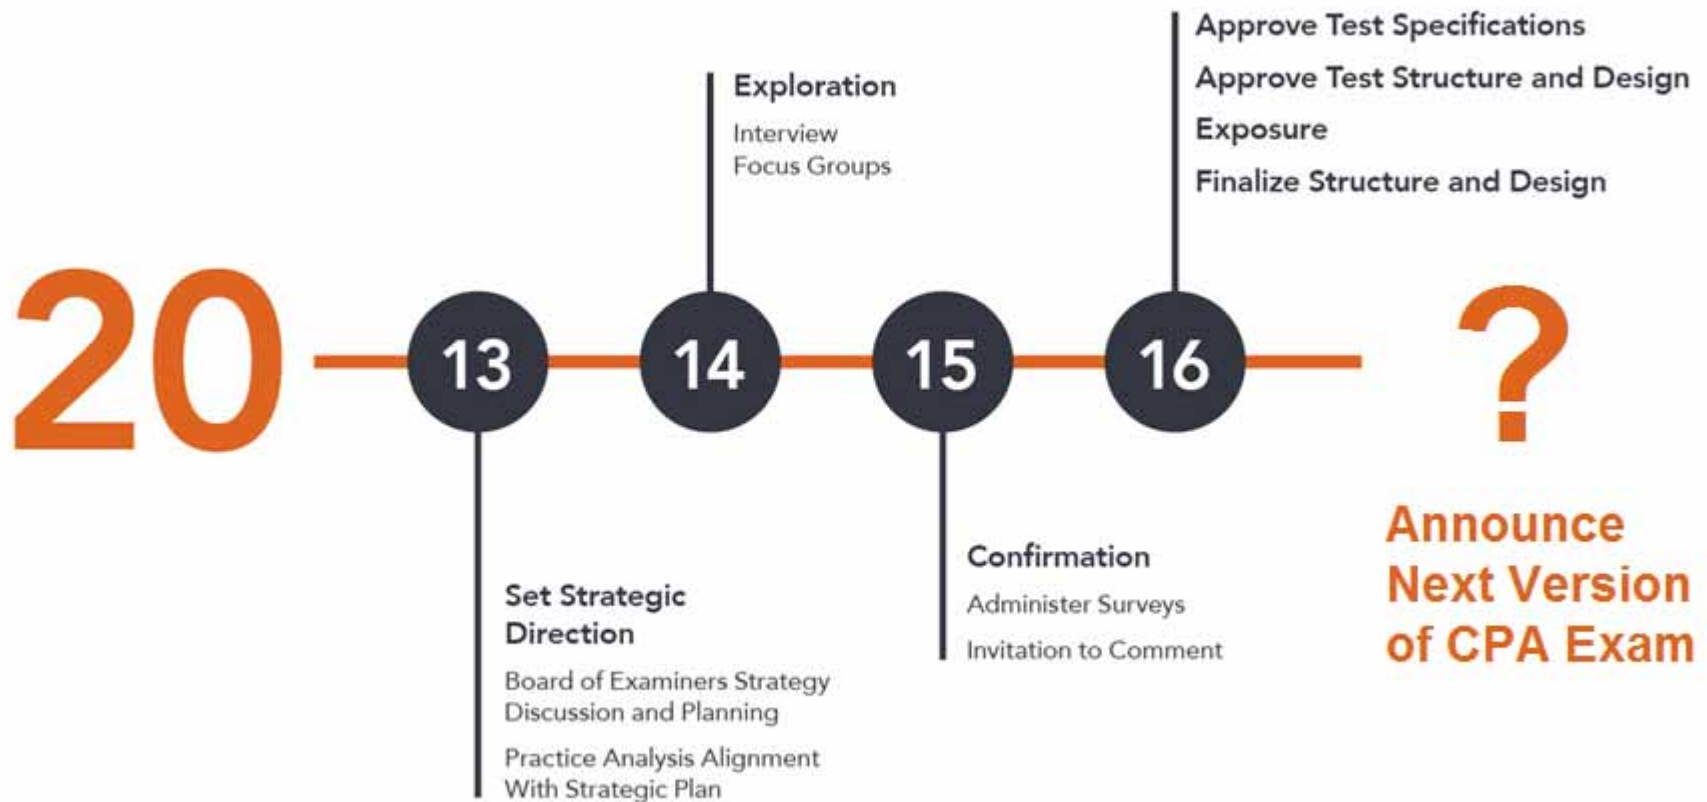 20
13
14
15
16
?
Set Strategic
Direction
Board of Examiners Strategy
Discussion and Planning
Practice Analysis Alignment
With Strategic Plan
Exploration
Interview
Focus Groups
Confirmation
Administer Surveys
Invitation to Comment
Approve Test Specifications
Approve Test Structure and Design
Exposure
Finalize Structure and Design
Announce
Next Version
of CPA Exam